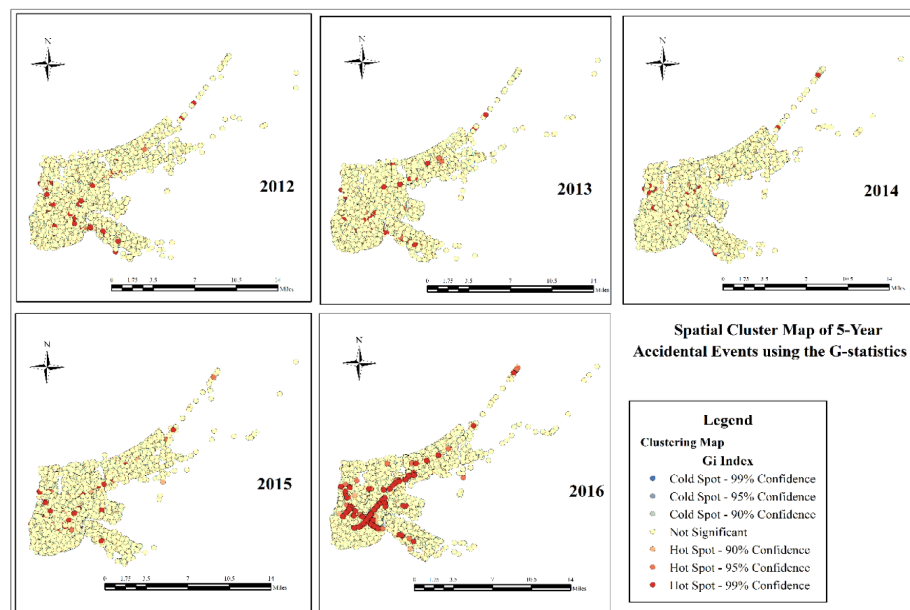 N
2012
0 1.75 3.5 7 10.5 14
Miles
N
2013
0 1.75 3.5 7 10.5 14
Miles
N
2014
0 1.75 3.5 7 10.5 14
Miles
N
2015
0 1.75 3.5 7 10.5 14
Miles
N
2016
0 1.75 3.5 7 10.5 14
Miles
Spatial Cluster Map of 5-Year
Accidental Events using the G-statistics
Legend
Clustering Map
Gi Index
Cold Spot - 99% Confidence
Cold Spot - 95% Confidence
Cold Spot - 90% Confidence
Not Significant
Hot Spot - 90% Confidence
Hot Spot - 95% Confidence
Hot Spot - 99% Confidence